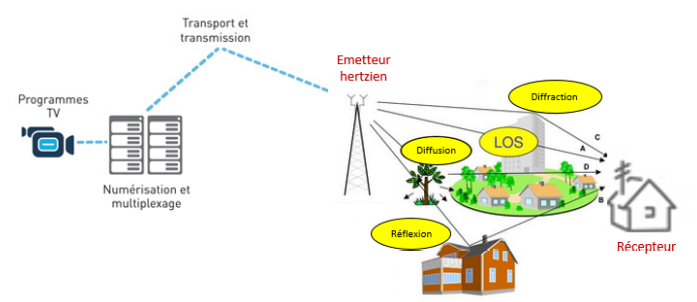 Transport et
transmission
Emetteur
hertzien
Programmes
TV
Numérisation et
multiplexage
Diffraction
LOS
Diffusion
C
A
D
B
Réflexion
Récepteur